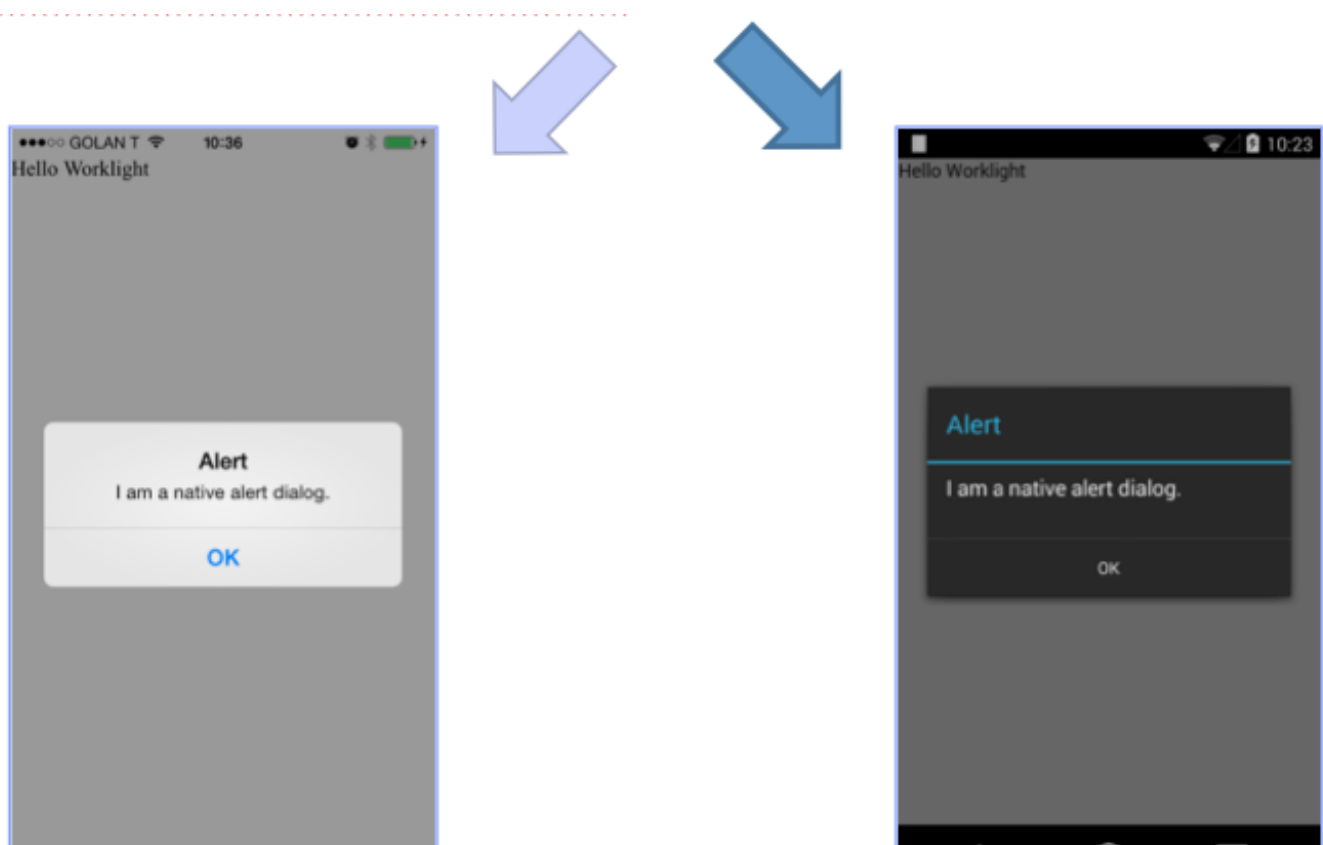 GOLAN T 10:36
Hello Worklight
Alert
I am a native alert dialog.
OK
10:23
Hello Worklight
Alert
I am a native alert dialog.
OK